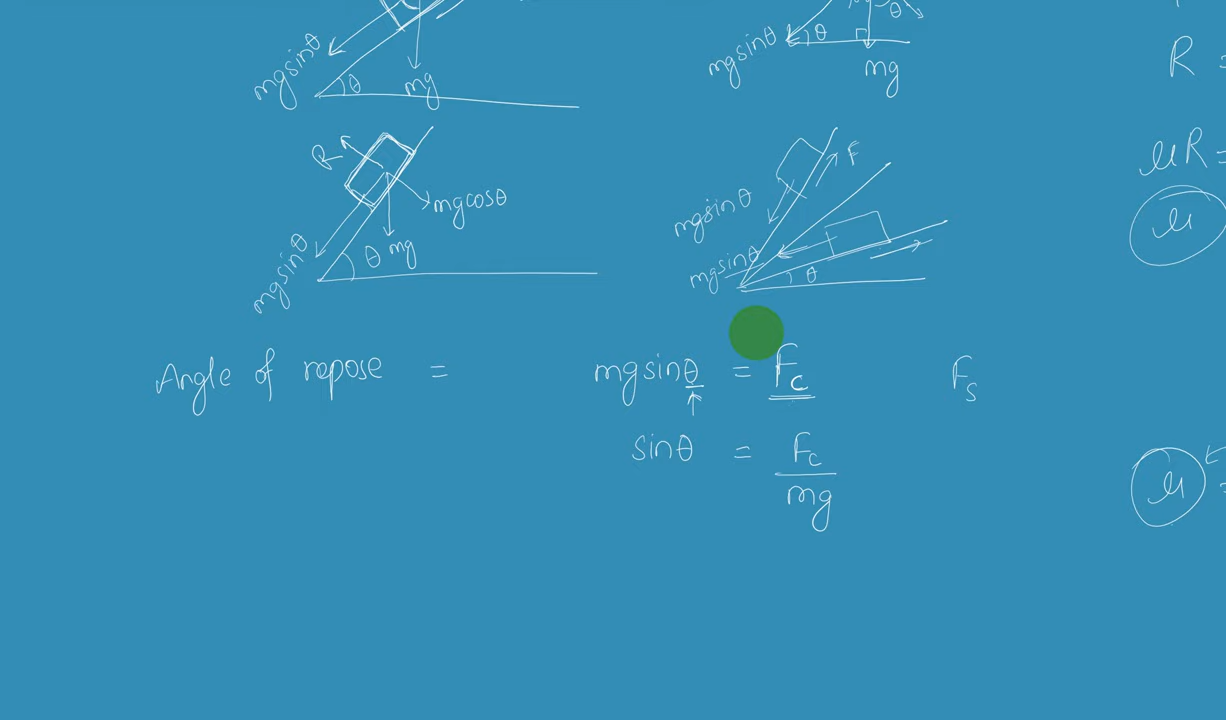 mgsinθ
θ
mg
θ
mgsinθ
θ
mg
R =
R
mgcosθ
mgsinθ
θ
mg
F
mgsinθ
mgsinθ
θ
μR =
μ
Angle of repose =
mgsinθ = Fc
Fs
sinθ = Fc
mg
μ =